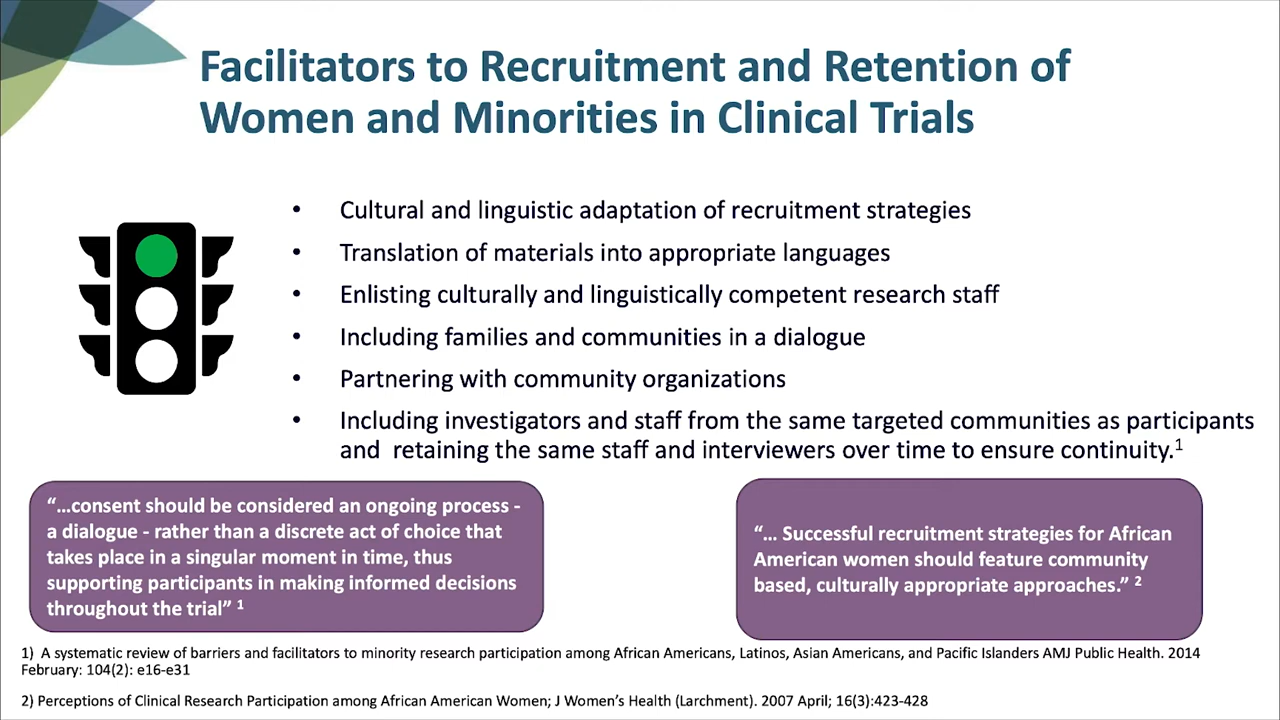 Facilitators to Recruitment and Retention of
Women and Minorities in Clinical Trials
• Cultural and linguistic adaptation of recruitment strategies
• Translation of materials into appropriate languages
• Enlisting culturally and linguistically competent research staff
• Including families and communities in a dialogue
• Partnering with community organizations
• Including investigators and staff from the same targeted communities as participants
and  retaining the same staff and interviewers over time to ensure continuity.¹
“…consent should be considered an ongoing process -
a dialogue - rather than a discrete act of choice that
takes place in a singular moment in time, thus
supporting participants in making informed decisions
throughout the trial” ¹
“… Successful recruitment strategies for African
American women should feature community
based, culturally appropriate approaches.” ²
1)  A systematic review of barriers and facilitators to minority research participation among African Americans, Latinos, Asian Americans, and Pacific Islanders AMJ Public Health. 2014
February: 104(2): e16-e31
2) Perceptions of Clinical Research Participation among African American Women; J Women’s Health (Larchment). 2007 April; 16(3):423-428